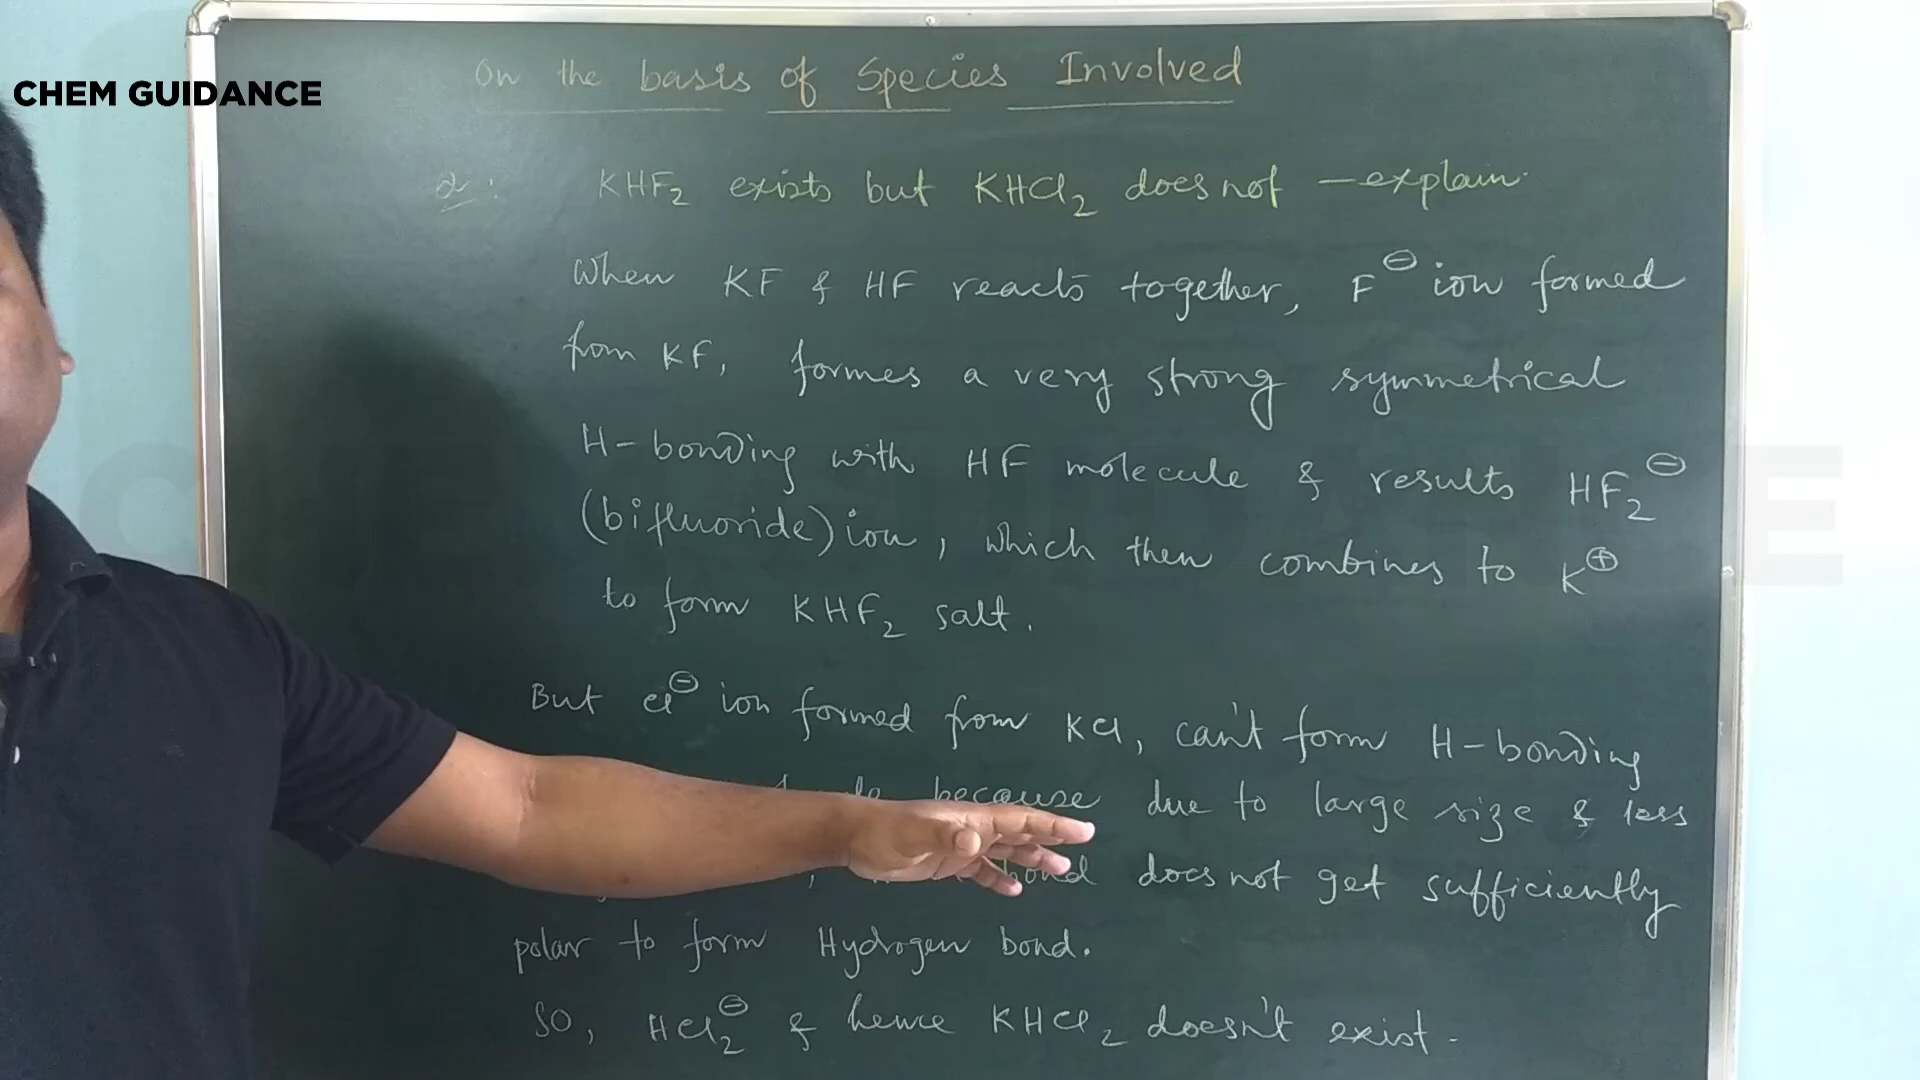 CHEM GUIDANCE
On the basis of Species Involved
Q: KHF₂ exists but KHCl₂ does not – explain.
When KF & HF reacts together, F⊖ ion formed
from KF, formes a very strong symmetrical
H-bonding with HF molecule & results HF₂⊖
(bifluoride) ion, which then combines to K⊕
to form KHF₂ salt.
But Cl⊖ ion formed from KCl, can't form H-bonding
because due to large size & less
bond does not get sufficiently
polar to form Hydrogen bond.
So, HCl₂⊖ & hence KHCl₂ doesn't exist.